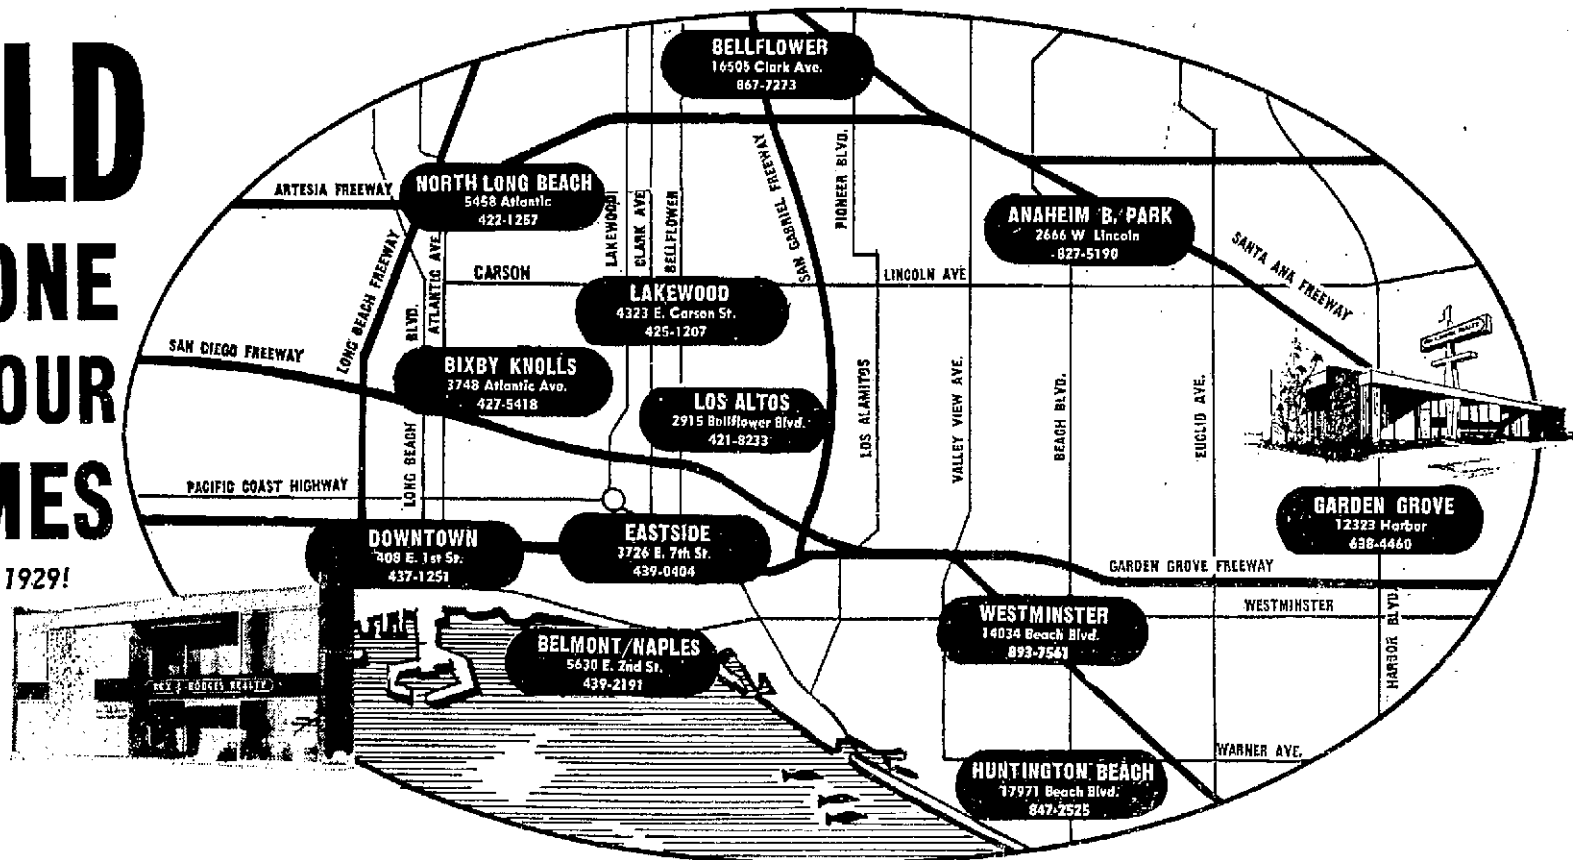 LD
ONE
OUR
MES
1929!
BELLFLOWER
16505 Clark Ave.
867-7273
NORTH LONG BEACH
5458 Atlantic
422-1257
ANAHEIM B. PARK
2666 W Lincoln
827-5190
LAKEWOOD
4323 E. Carson St.
425-1207
BIXBY KNOLLS
3748 Atlantic Ave.
427-5418
LOS ALTOS
2915 Bellflower Blvd.
421-8233
GARDEN GROVE
12323 Harbor
638-4460
DOWNTOWN
408 E. 1st St.
437-1251
EASTSIDE
3726 E. 7th St.
439-0404
WESTMINSTER
14034 Beach Blvd.
893-7541
BELMONT/NAPLES
5630 E. 2nd St.
439-2191
HUNTINGTON BEACH
17971 Beach Blvd.
847-2525
ARTESIA FREEWAY
LONG BEACH FREEWAY
SAN DIEGO FREEWAY
PACIFIC COAST HIGHWAY
LONG BEACH BLVD.
ATLANTIC AVE.
CARSON
LAKEWOOD
CLARK AVE
BELLFLOWER
SAN GABRIEL FREEWAY
PIONEER BLVD.
LINCOLN AVE
SANTA ANA FREEWAY
LOS ALAMITOS
VALLEY VIEW AVE.
BEACH BLVD.
EUCLID AVE.
GARDEN GROVE FREEWAY
WESTMINSTER
HARBOR BLVD.
WARNER AVE.
REX L HODGES REALTY